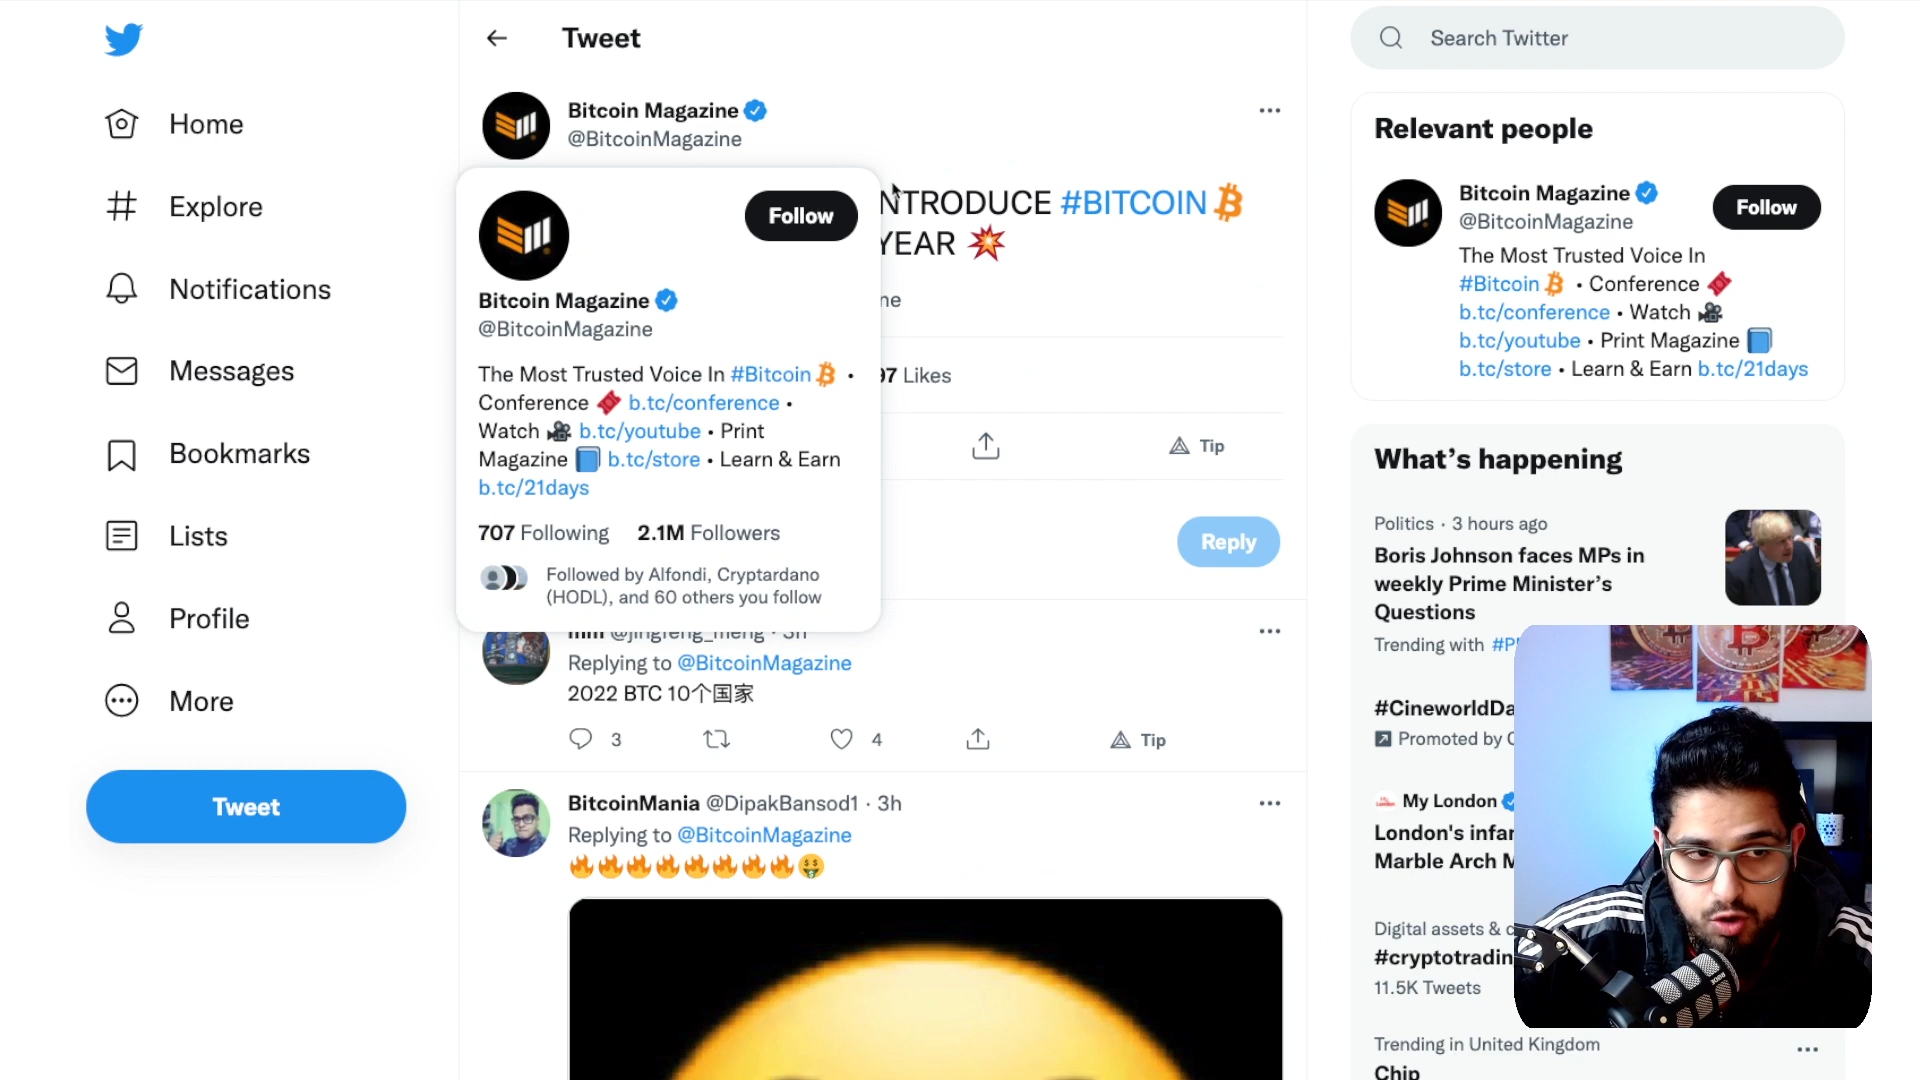 Home
Explore
Notifications
Messages
Bookmarks
Lists
Profile
More
Tweet
Tweet
Bitcoin Magazine
@BitcoinMagazine
NTRODUCE #BITCOIN
YEAR 💥
ne
97 Likes
Tip
Reply
Follow
Bitcoin Magazine
@BitcoinMagazine
The Most Trusted Voice In #Bitcoin •
Conference 🎟 b.tc/conference •
Watch 🎥 b.tc/youtube • Print
Magazine 📘 b.tc/store • Learn & Earn
b.tc/21days
707 Following 2.1M Followers
Followed by Alfondi, Cryptardano
(HODL), and 60 others you follow
@jingfeng_meng · 3h
Replying to @BitcoinMagazine
2022 BTC 10个国家
3 4 Tip
BitcoinMania @DipakBansod1 · 3h
Replying to @BitcoinMagazine
🔥🔥🔥🔥🔥🔥🔥🔥🤑
Search Twitter
Relevant people
Bitcoin Magazine
@BitcoinMagazine
Follow
The Most Trusted Voice In
#Bitcoin • Conference 🎟
b.tc/conference • Watch 🎥
b.tc/youtube • Print Magazine 📘
b.tc/store • Learn & Earn b.tc/21days
What's happening
Politics · 3 hours ago
Boris Johnson faces MPs in
weekly Prime Minister's
Questions
Trending with #P
#CineworldDa
Promoted by C
My London
London's infar
Marble Arch M
Digital assets & c
#cryptotradin
11.5K Tweets
Trending in United Kingdom
Chip